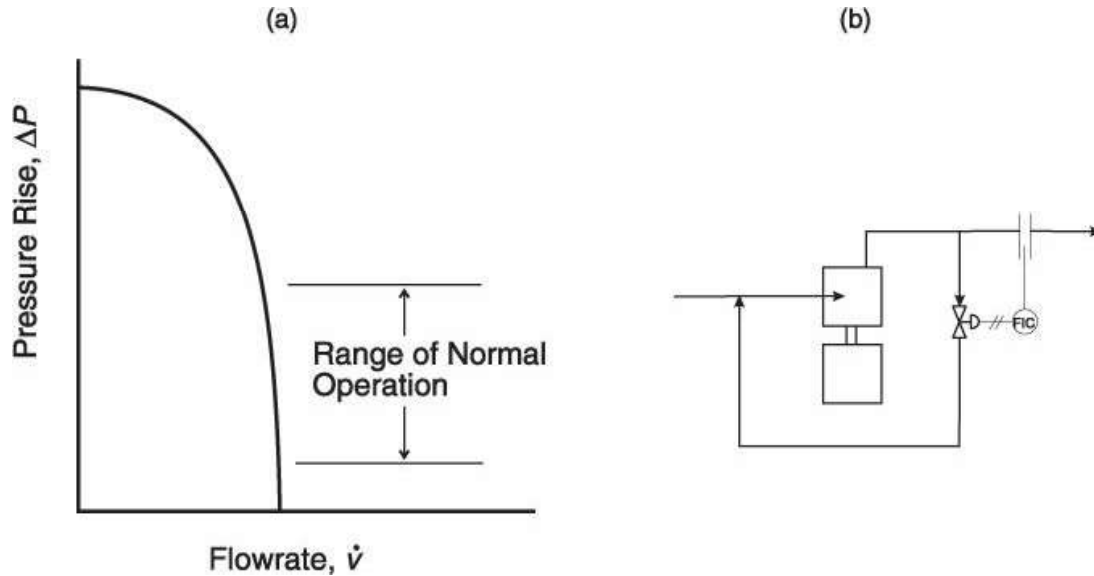 (a)
(b)
Pressure Rise, ΔP
Range of Normal
Operation
Flowrate, v̇
FIC